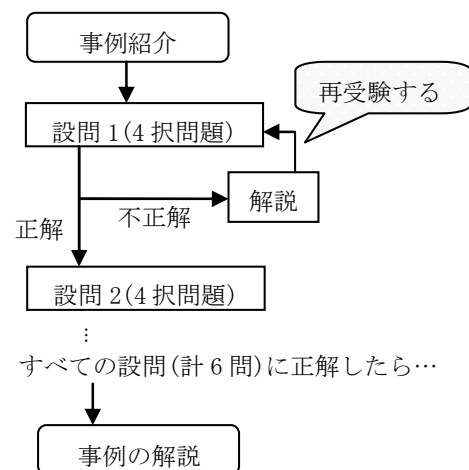 事例紹介
再受験する
設問 1(4 択問題)
解説
不正解
正解
設問 2(4 択問題)
⋮
すべての設問(計 6 問)に正解したら…
事例の解説